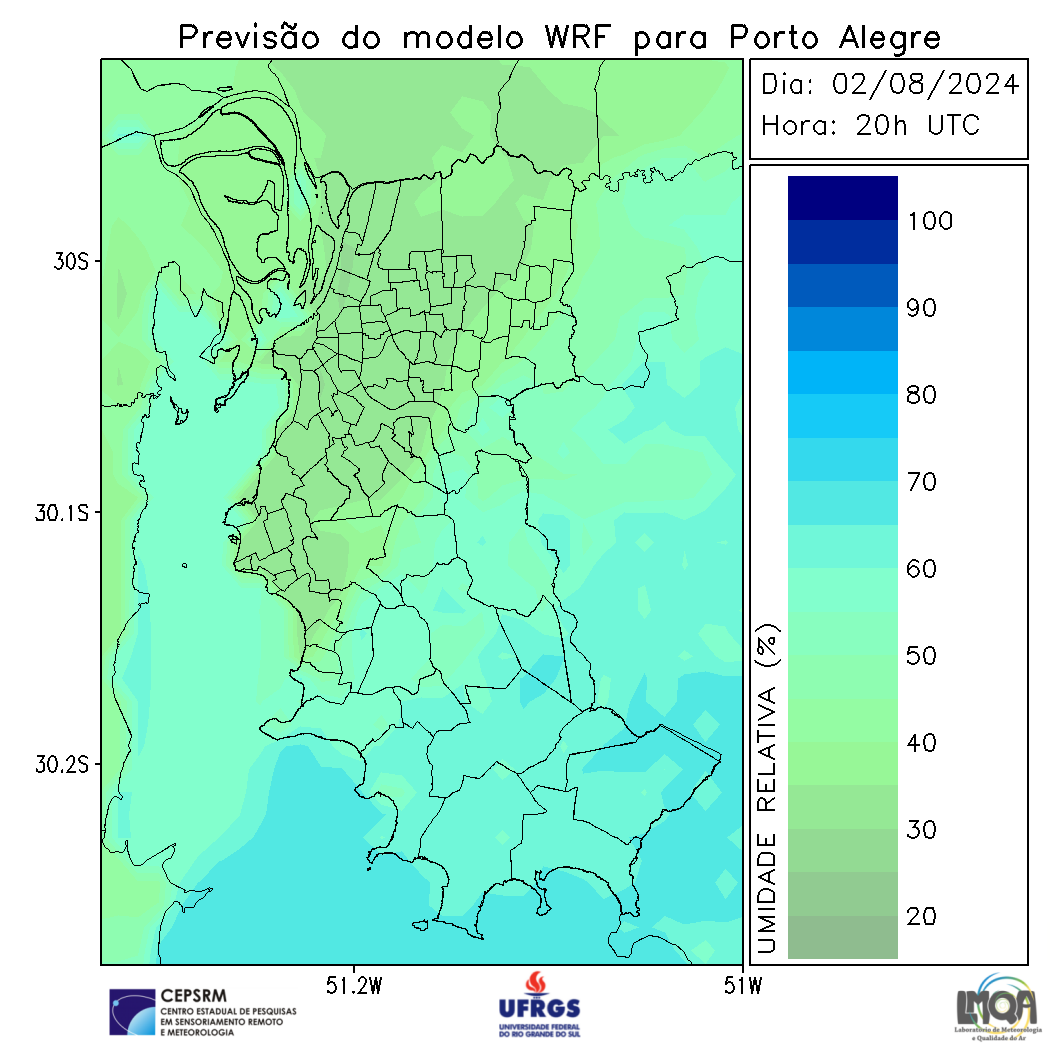 Previsão do modelo WRF para Porto Alegre
Dia: 02/08/2024
Hora: 20h UTC
100
90
80
70
60
50
40
30
20
UMIDADE RELATIVA (%)
30S
30.1S
30.2S
51.2W
51W
CEPSRM
CENTRO ESTADUAL DE PESQUISAS
EM SENSORIAMENTO REMOTO
E METEOROLOGIA
UFRGS
UNIVERSIDADE FEDERAL
DO RIO GRANDE DO SUL
LMQA
Laboratório de Meteorologia
e Qualidade do Ar